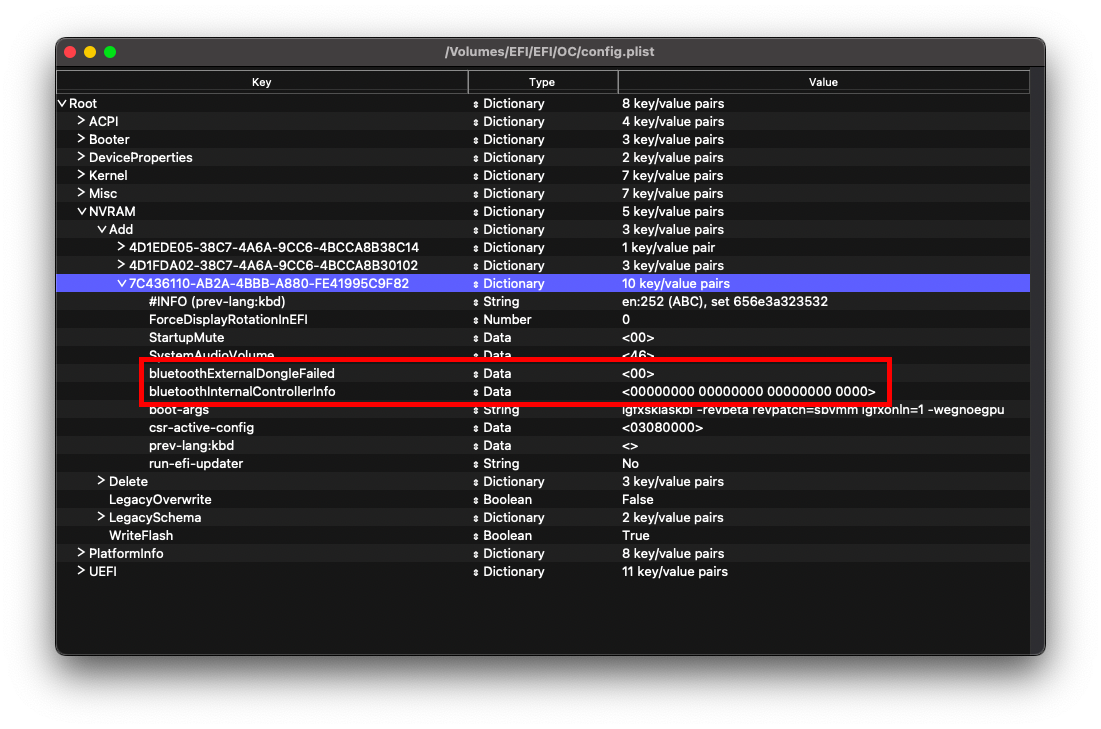 /Volumes/EFI/EFI/OC/config.plist
Key Type Value
Root Dictionary 8 key/value pairs
ACPI Dictionary 4 key/value pairs
Booter Dictionary 3 key/value pairs
DeviceProperties Dictionary 2 key/value pairs
Kernel Dictionary 7 key/value pairs
Misc Dictionary 7 key/value pairs
NVRAM Dictionary 5 key/value pairs
Add Dictionary 3 key/value pairs
4D1EDE05-38C7-4A6A-9CC6-4BCCA8B38C14 Dictionary 1 key/value pair
4D1FDA02-38C7-4A6A-9CC6-4BCCA8B30102 Dictionary 3 key/value pairs
7C436110-AB2A-4BBB-A880-FE41995C9F82 Dictionary 10 key/value pairs
#INFO (prev-lang:kbd) String en:252 (ABC), set 656e3a323532
ForceDisplayRotationInEFI Number 0
StartupMute Data <00>
SystemAudioVolume Data <46>
bluetoothExternalDongleFailed Data <00>
bluetoothInternalControllerInfo Data <00000000 00000000 00000000 0000>
boot-args String igfxsklaskbl -revbeta revpatch=sbvmm igfxonln=1 -wegnoegpu
csr-active-config Data <03080000>
prev-lang:kbd Data <>
run-efi-updater String No
Delete Dictionary 3 key/value pairs
LegacyOverwrite Boolean False
LegacySchema Dictionary 2 key/value pairs
WriteFlash Boolean True
PlatformInfo Dictionary 8 key/value pairs
UEFI Dictionary 11 key/value pairs